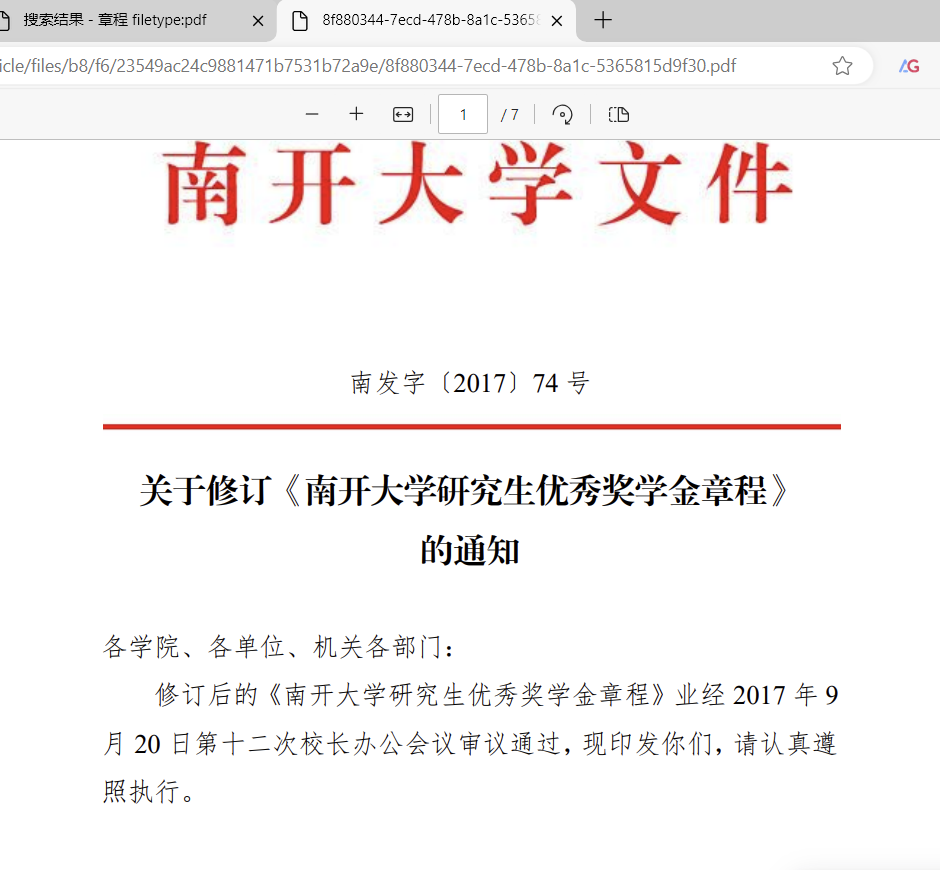 搜索结果 - 章程 filetype:pdf
8f880344-7ecd-478b-8a1c-5365
icle/files/b8/f6/23549ac24c9881471b7531b72a9e/8f880344-7ecd-478b-8a1c-5365815d9f30.pdf
1 / 7
南开大学文件
南发字〔2017〕74 号
关于修订《南开大学研究生优秀奖学金章程》
的通知
各学院、各单位、机关各部门：
修订后的《南开大学研究生优秀奖学金章程》业经 2017 年 9
月 20 日第十二次校长办公会议审议通过，现印发你们，请认真遵
照执行。